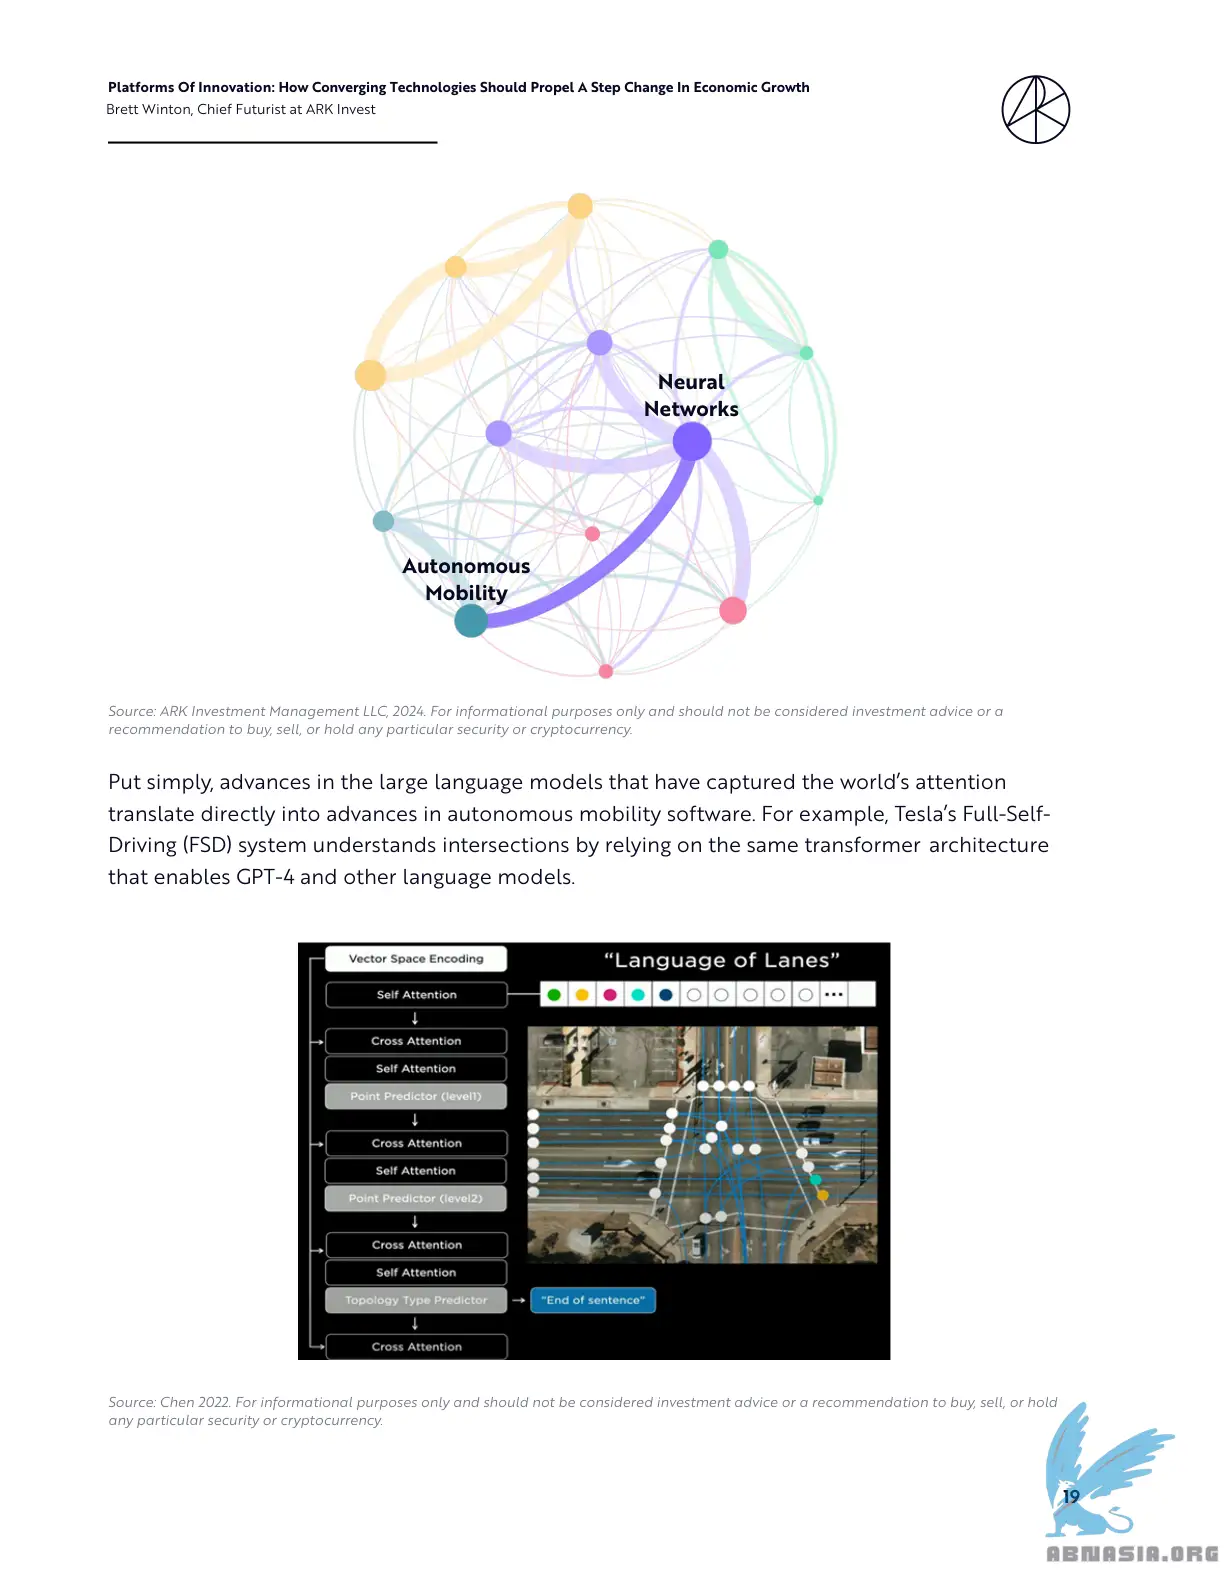 Platforms Of Innovation: How Converging Technologies Should Propel A Step Change In Economic Growth
Brett Winton, Chief Futurist at ARK Invest
Neural
Networks
Autonomous
Mobility
Source: ARK Investment Management LLC, 2024. For informational purposes only and should not be considered investment advice or a
recommendation to buy, sell, or hold any particular security or cryptocurrency.
Put simply, advances in the large language models that have captured the world’s attention
translate directly into advances in autonomous mobility software. For example, Tesla’s Full-Self-
Driving (FSD) system understands intersections by relying on the same transformer architecture
that enables GPT-4 and other language models.
Vector Space Encoding
“Language of Lanes”
Self Attention
...
Cross Attention
Self Attention
Point Predictor (level1)
Cross Attention
Self Attention
Point Predictor (level2)
Cross Attention
Self Attention
Topology Type Predictor
“End of sentence”
Cross Attention
Source: Chen 2022. For informational purposes only and should not be considered investment advice or a recommendation to buy, sell, or hold
any particular security or cryptocurrency.
19
ABNASIA.ORG